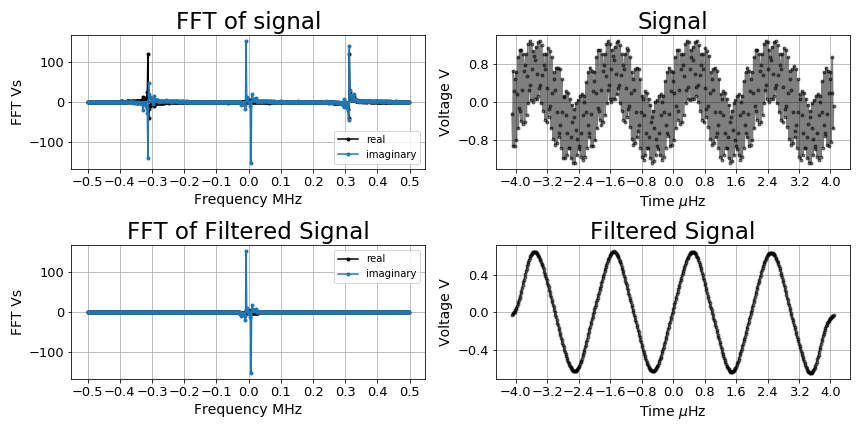 FFT of signal
FFT Vs
100
0
−100
real
imaginary
−0.5 −0.4 −0.3 −0.2 −0.1 0.0 0.1 0.2 0.3 0.4 0.5
Frequency MHz
Signal
Voltage V
0.8
0.0
−0.8
−4.0 −3.2 −2.4 −1.6 −0.8 0.0 0.8 1.6 2.4 3.2 4.0
Time μHz
FFT of Filtered Signal
FFT Vs
100
0
−100
real
imaginary
−0.5 −0.4 −0.3 −0.2 −0.1 0.0 0.1 0.2 0.3 0.4 0.5
Frequency MHz
Filtered Signal
Voltage V
0.4
0.0
−0.4
−4.0 −3.2 −2.4 −1.6 −0.8 0.0 0.8 1.6 2.4 3.2 4.0
Time μHz